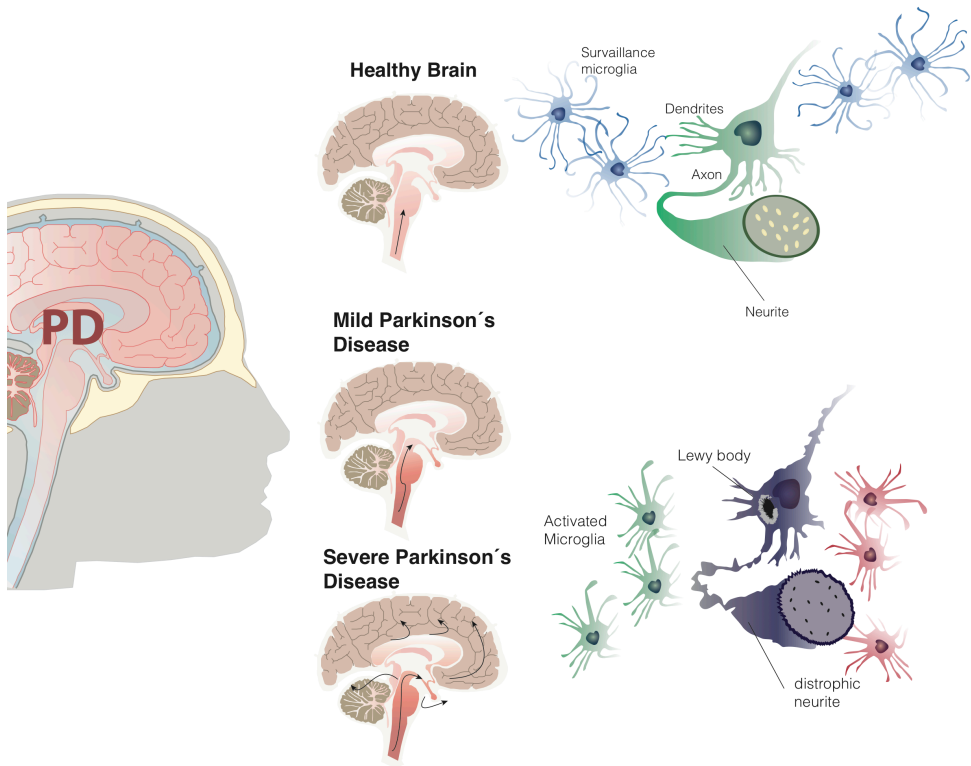 Healthy Brain
Survaillance
microglia
Dendrites
Axon
Neurite
PD
Mild Parkinson´s
Disease
Lewy body
Activated
Microglia
Severe Parkinson´s
Disease
distrophic
neurite